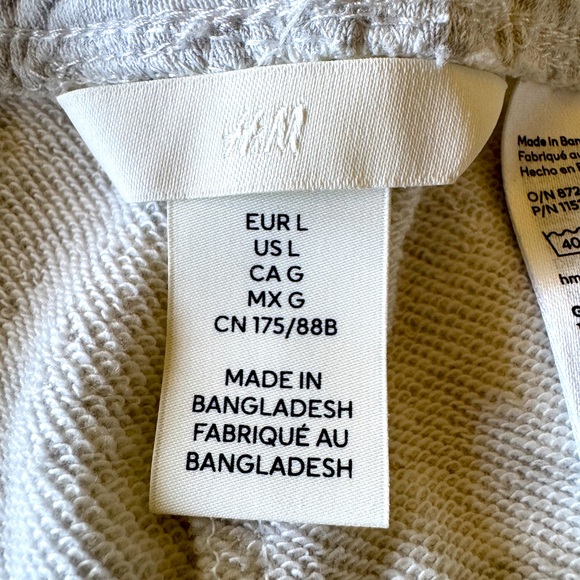 H&M
EUR L
US L
CA G
MX G
CN 175/88B
MADE IN
BANGLADESH
FABRIQUÉ AU
BANGLADESH
Made in Ban
Fabriqué au
Hecho en
O/N 872
P/N 115
40
hm